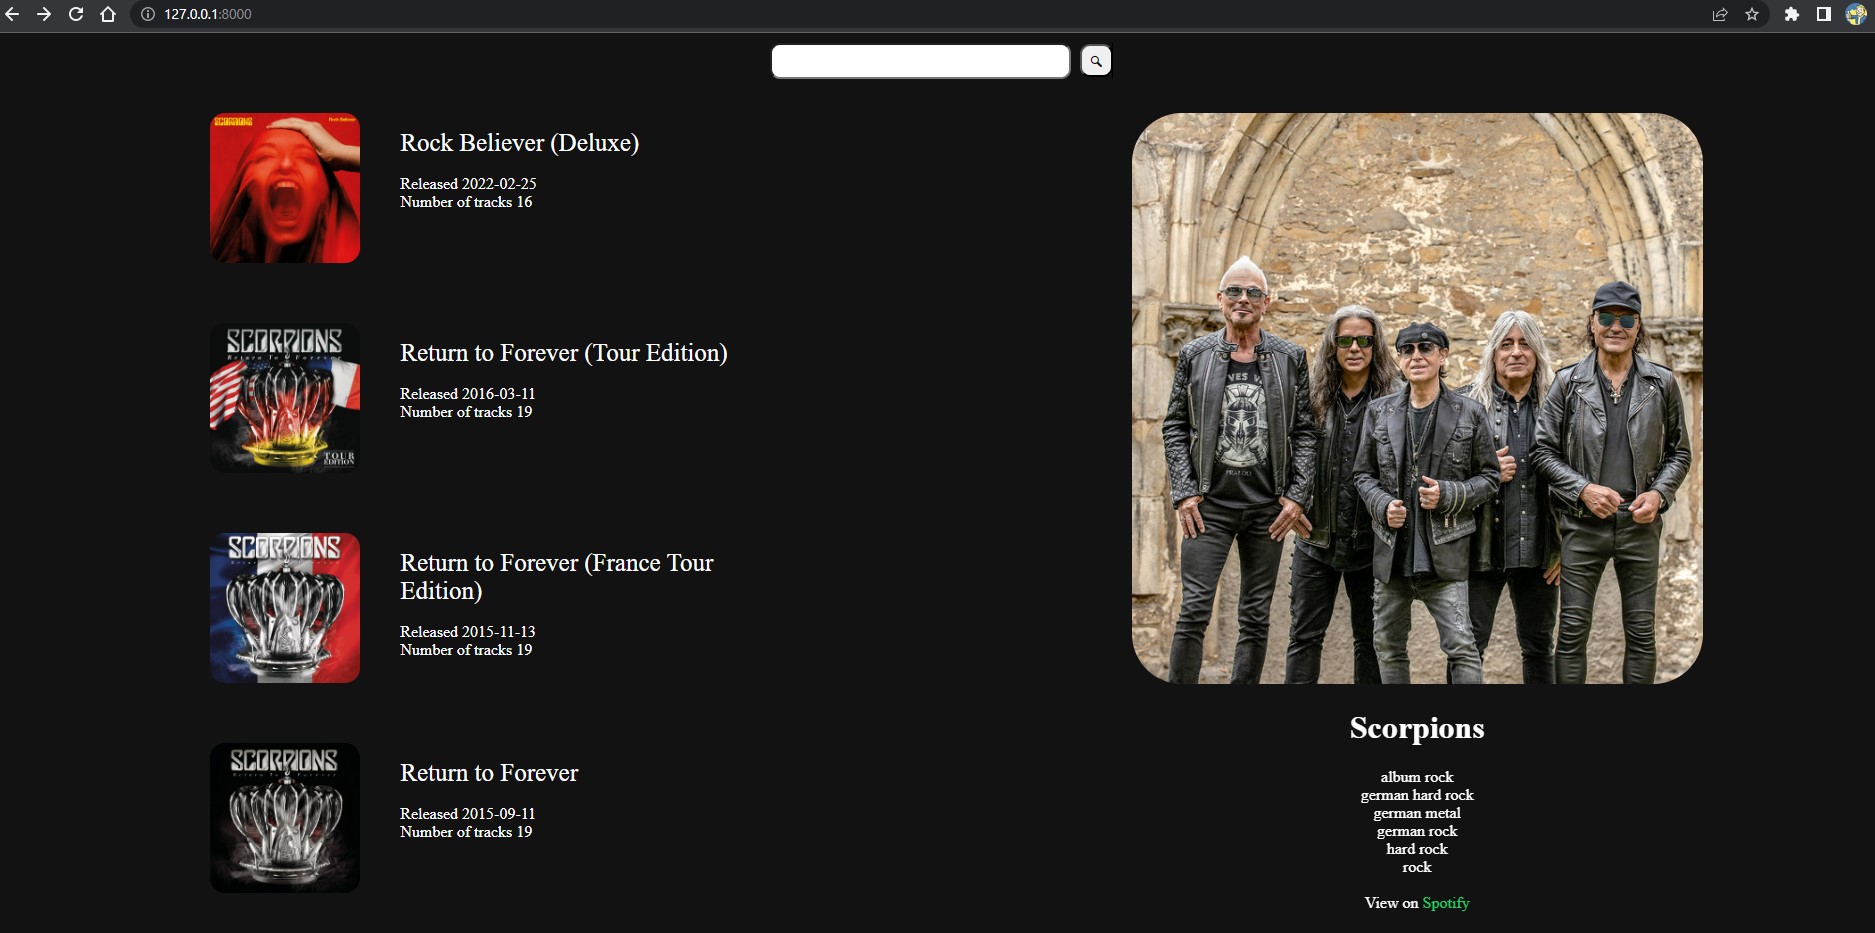 127.0.0.1:8000
SCORPIONS
Rock Believer
Rock Believer (Deluxe)
Released 2022-02-25
Number of tracks 16
SCORPIONS
Return To Forever
TOUR
EDITION
Return to Forever (Tour Edition)
Released 2016-03-11
Number of tracks 19
SCORPIONS
Return to Forever (France Tour
Edition)
Released 2015-11-13
Number of tracks 19
SCORPIONS
Return To Forever
Return to Forever
Released 2015-09-11
Number of tracks 19
Scorpions
album rock
german hard rock
german metal
german rock
hard rock
rock
View on Spotify